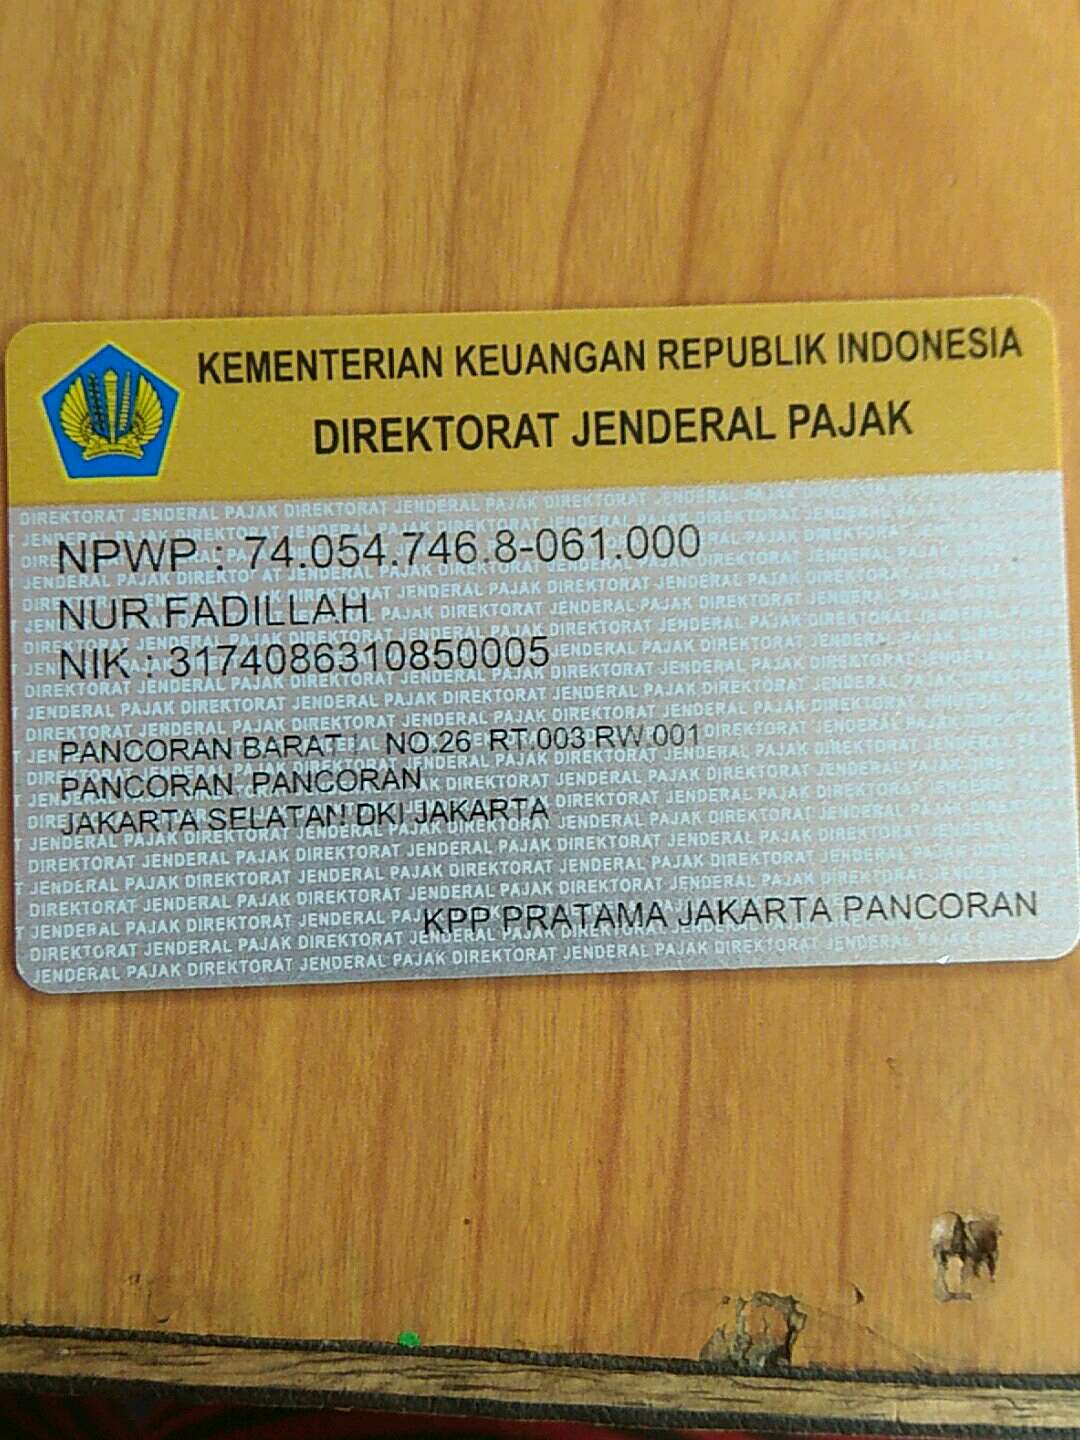 KEMENTERIAN KEUANGAN REPUBLIK INDONESIA
DIREKTORAT JENDERAL PAJAK
NPWP : 74.054.746.8-061.000
NUR FADILLAH
NIK : 3174086310850005
PANCORAN BARAT I NO.26 RT.003 RW.001
PANCORAN, PANCORAN
JAKARTA SELATAN DKI JAKARTA
KPP PRATAMA JAKARTA PANCORAN